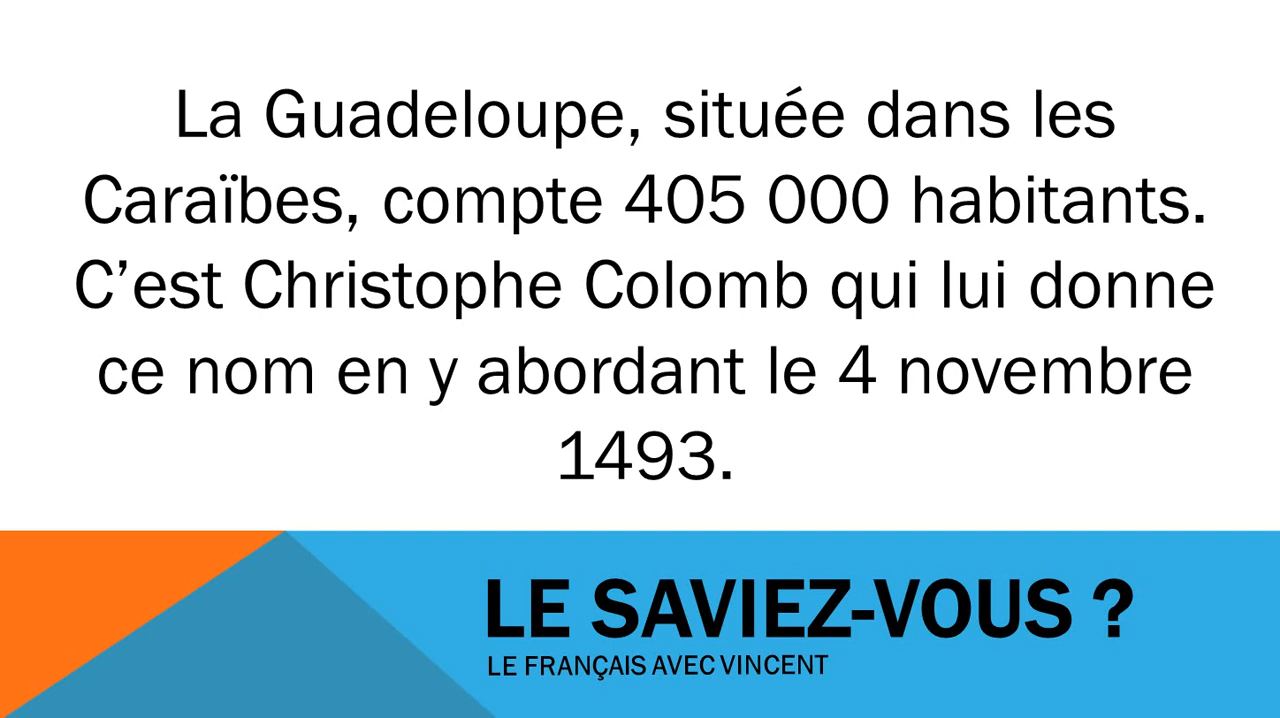 La Guadeloupe, située dans les
Caraïbes, compte 405 000 habitants.
C’est Christophe Colomb qui lui donne
ce nom en y abordant le 4 novembre
1493.
LE SAVIEZ-VOUS ?
LE FRANÇAIS AVEC VINCENT